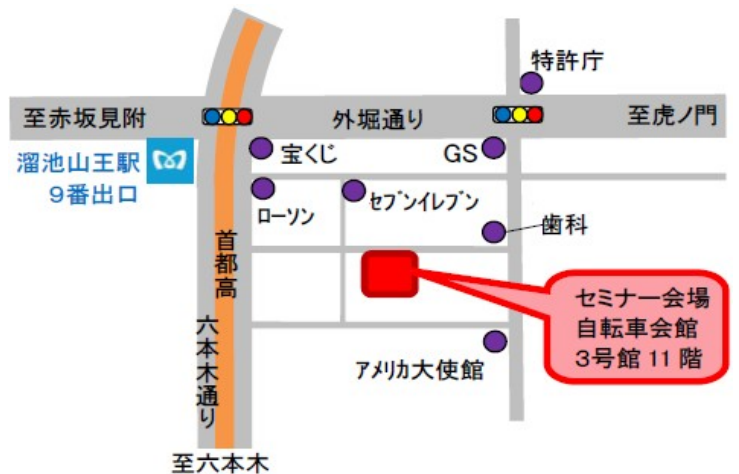 特許庁
至赤坂見附
外堀通り
至虎ノ門
溜池山王駅
9番出口
宝くじ
GS
ローソン
セブンイレブン
歯科
首都高
セミナー会場
自転車会館
3号館 11 階
六本木通り
アメリカ大使館
至六本木